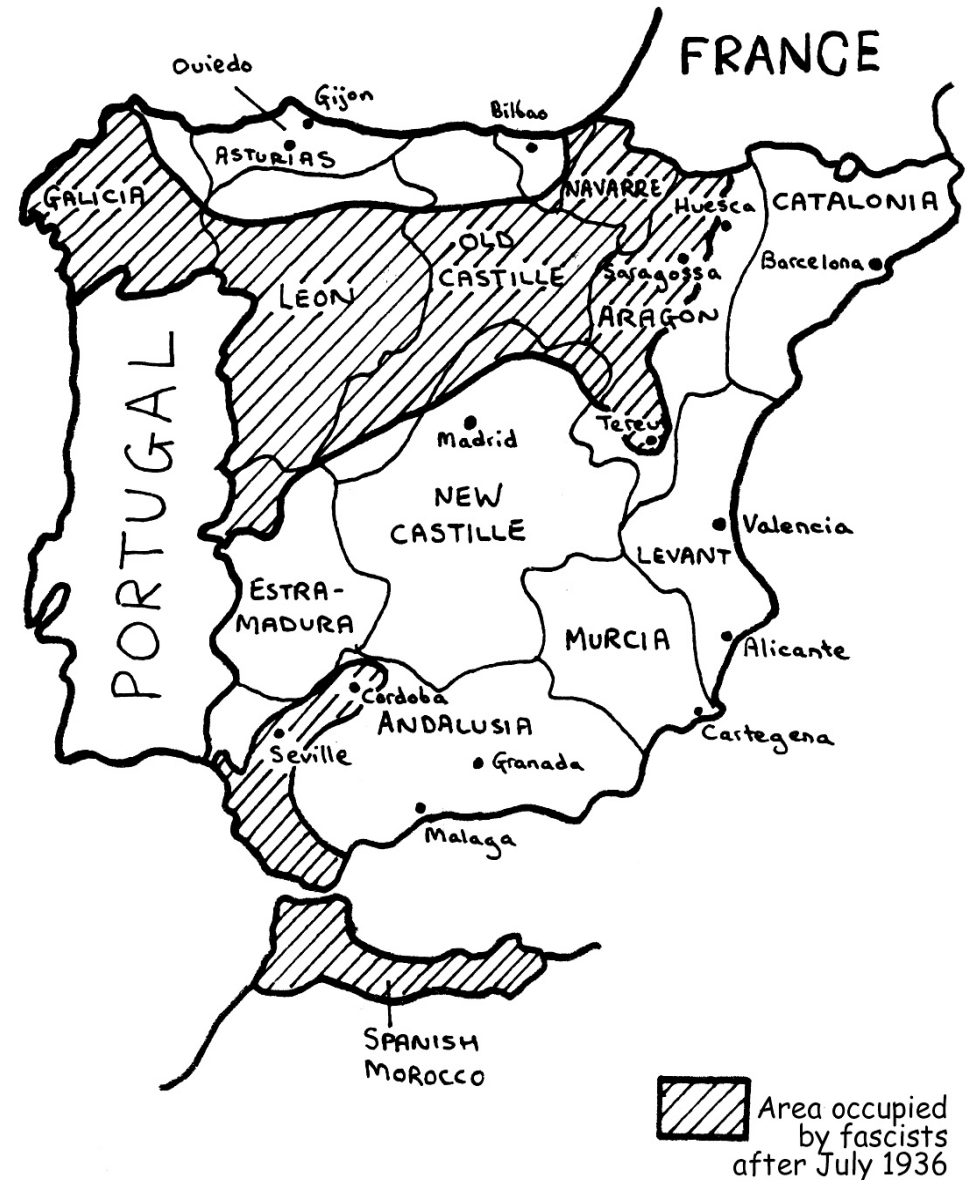 FRANCE
Oviedo
Gijon
Bilbao
ASTURIAS
GALICIA
NAVARRE
Huesca
CATALONIA
OLD
CASTILLE
LEON
Saragossa
Barcelona
ARAGON
PORTUGAL
Tereu
Madrid
NEW
CASTILLE
Valencia
LEVANT
ESTRA-
MADURA
MURCIA
Alicante
Cordoba
ANDALUSIA
Cartegena
Seville
Granada
Malaga
SPANISH
MOROCCO
Area occupied
by fascists
after July 1936